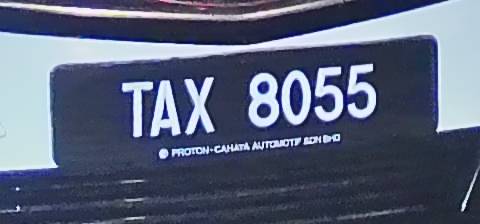 TAX 8055
PROTON-CAHAYA AUTOMOTIF SDN BHD